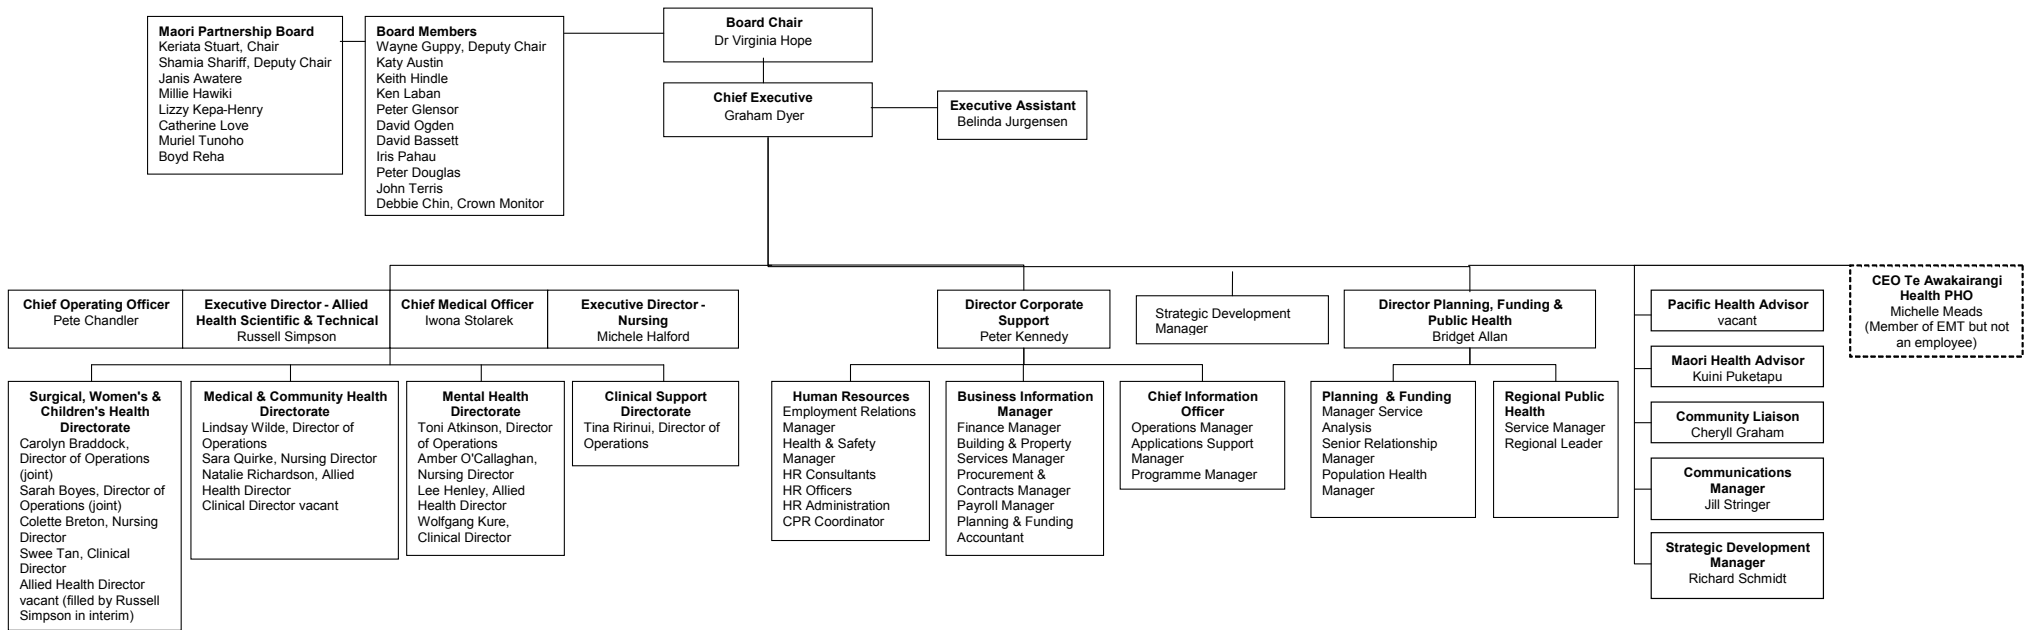 Maori Partnership Board
Keriata Stuart, Chair
Shamia Shariff, Deputy Chair
Janis Awatere
Millie Hawiki
Lizzy Kepa-Henry
Catherine Love
Muriel Tunoho
Boyd Reha
Board Members
Wayne Guppy, Deputy Chair
Katy Austin
Keith Hindle
Ken Laban
Peter Glensor
David Ogden
David Bassett
Iris Pahau
Peter Douglas
John Terris
Debbie Chin, Crown Monitor
Board Chair
Dr Virginia Hope
Chief Executive
Graham Dyer
Executive Assistant
Belinda Jurgensen
Chief Operating Officer
Pete Chandler
Executive Director - Allied
Health Scientific & Technical
Russell Simpson
Chief Medical Officer
Iwona Stolarek
Executive Director -
Nursing
Michele Halford
Director Corporate
Support
Peter Kennedy
Strategic Development
Manager
Director Planning, Funding &
Public Health
Bridget Allan
Pacific Health Advisor
vacant
CEO Te Awakairangi
Health PHO
Michelle Meads
(Member of EMT but not
an employee)
Maori Health Advisor
Kuini Puketapu
Community Liaison
Cheryll Graham
Communications
Manager
Jill Stringer
Strategic Development
Manager
Richard Schmidt
Surgical, Women's &
Children's Health
Directorate
Carolyn Braddock,
Director of Operations
(joint)
Sarah Boyes, Director of
Operations (joint)
Colette Breton, Nursing
Director
Swee Tan, Clinical
Director
Allied Health Director
vacant (filled by Russell
Simpson in interim)
Medical & Community Health
Directorate
Lindsay Wilde, Director of
Operations
Sara Quirke, Nursing Director
Natalie Richardson, Allied
Health Director
Clinical Director vacant
Mental Health
Directorate
Toni Atkinson, Director
of Operations
Amber O'Callaghan,
Nursing Director
Lee Henley, Allied
Health Director
Wolfgang Kure,
Clinical Director
Clinical Support
Directorate
Tina Ririnui, Director of
Operations
Human Resources
Employment Relations
Manager
Health & Safety
Manager
HR Consultants
HR Officers
HR Administration
CPR Coordinator
Business Information
Manager
Finance Manager
Building & Property
Services Manager
Procurement &
Contracts Manager
Payroll Manager
Planning & Funding
Accountant
Chief Information
Officer
Operations Manager
Applications Support
Manager
Programme Manager
Planning & Funding
Manager Service
Analysis
Senior Relationship
Manager
Population Health
Manager
Regional Public
Health
Service Manager
Regional Leader